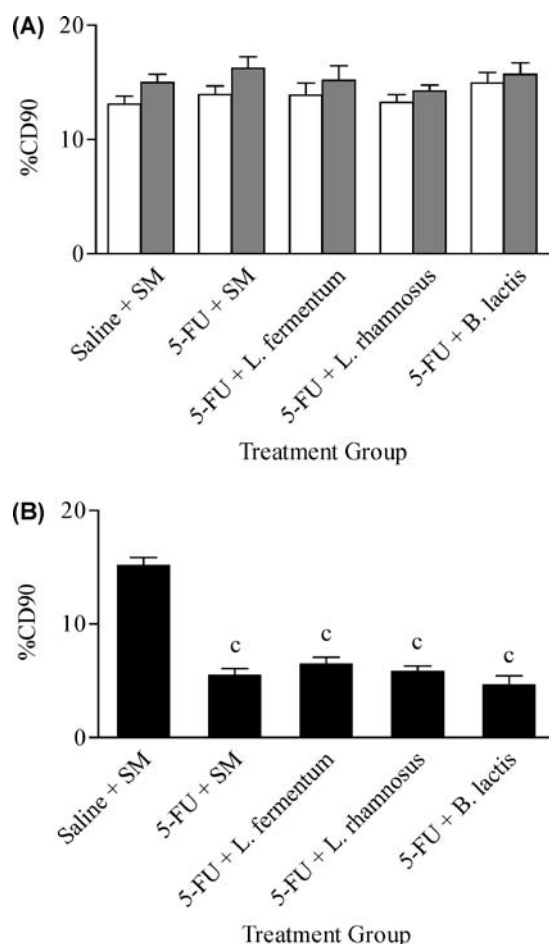 (A)
20
10
0
%CD90
Saline + SM
5-FU + SM
5-FU + L. fermentum
5-FU + L. rhamnosus
5-FU + B. lactis
Treatment Group
(B)
20
10
0
%CD90
c
c
c
c
Saline + SM
5-FU + SM
5-FU + L. fermentum
5-FU + L. rhamnosus
5-FU + B. lactis
Treatment Group